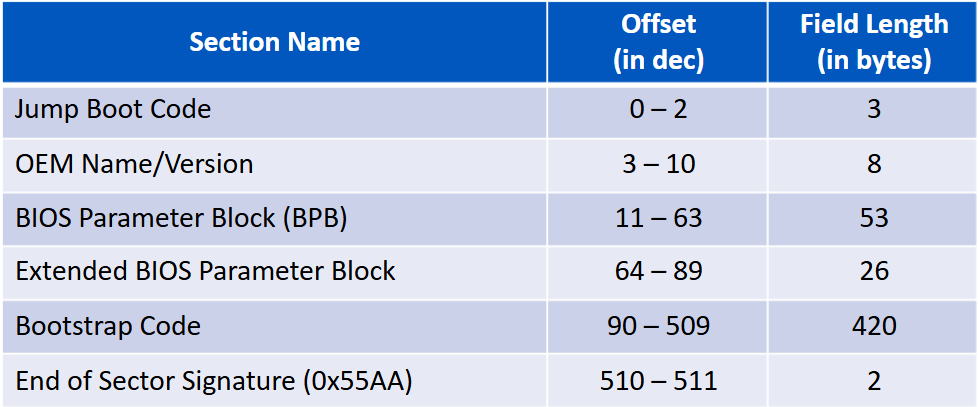 Section Name Offset (in dec) Field Length (in bytes)
Jump Boot Code 0 – 2 3
OEM Name/Version 3 – 10 8
BIOS Parameter Block (BPB) 11 – 63 53
Extended BIOS Parameter Block 64 – 89 26
Bootstrap Code 90 – 509 420
End of Sector Signature (0x55AA) 510 – 511 2